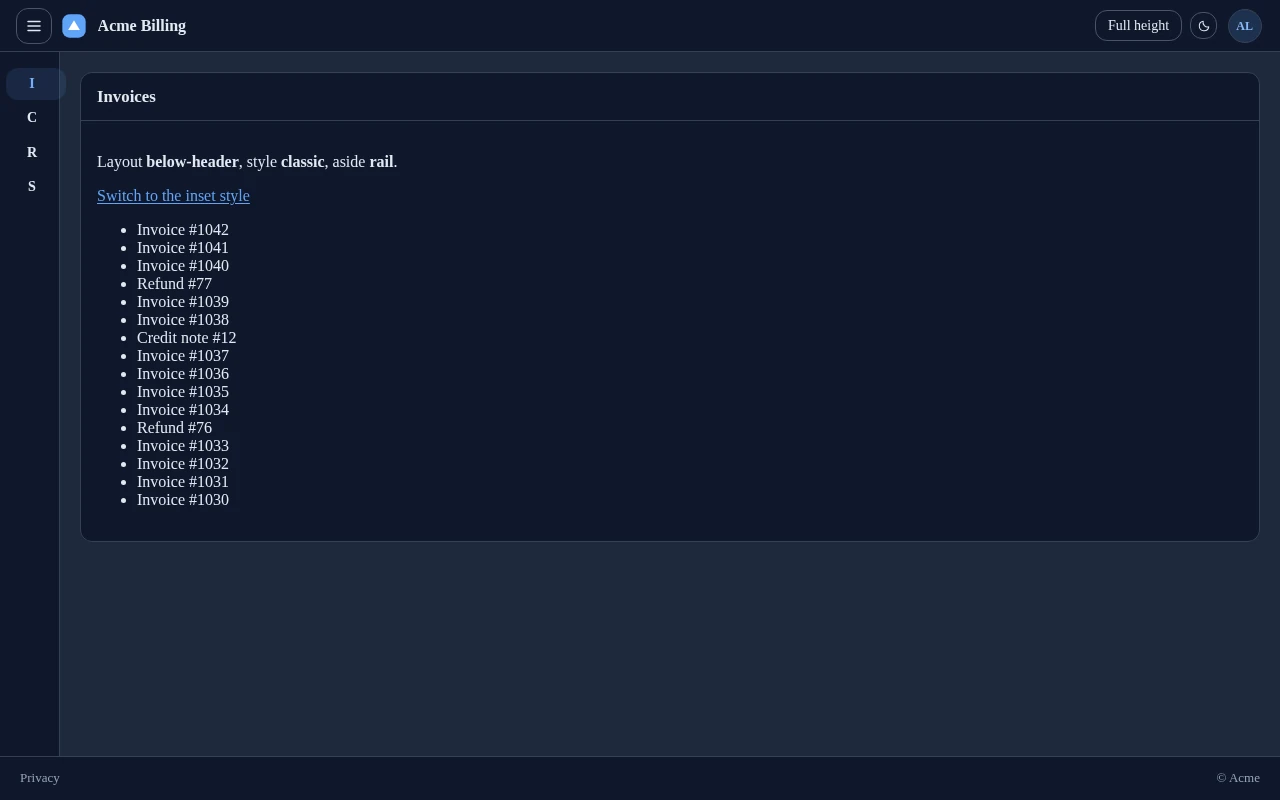 Acme Billing
Full height
AL
I
C
R
S
Invoices
Layout below-header, style classic, aside rail.
Switch to the inset style
Invoice #1042
Invoice #1041
Invoice #1040
Refund #77
Invoice #1039
Invoice #1038
Credit note #12
Invoice #1037
Invoice #1036
Invoice #1035
Invoice #1034
Refund #76
Invoice #1033
Invoice #1032
Invoice #1031
Invoice #1030
Privacy
© Acme